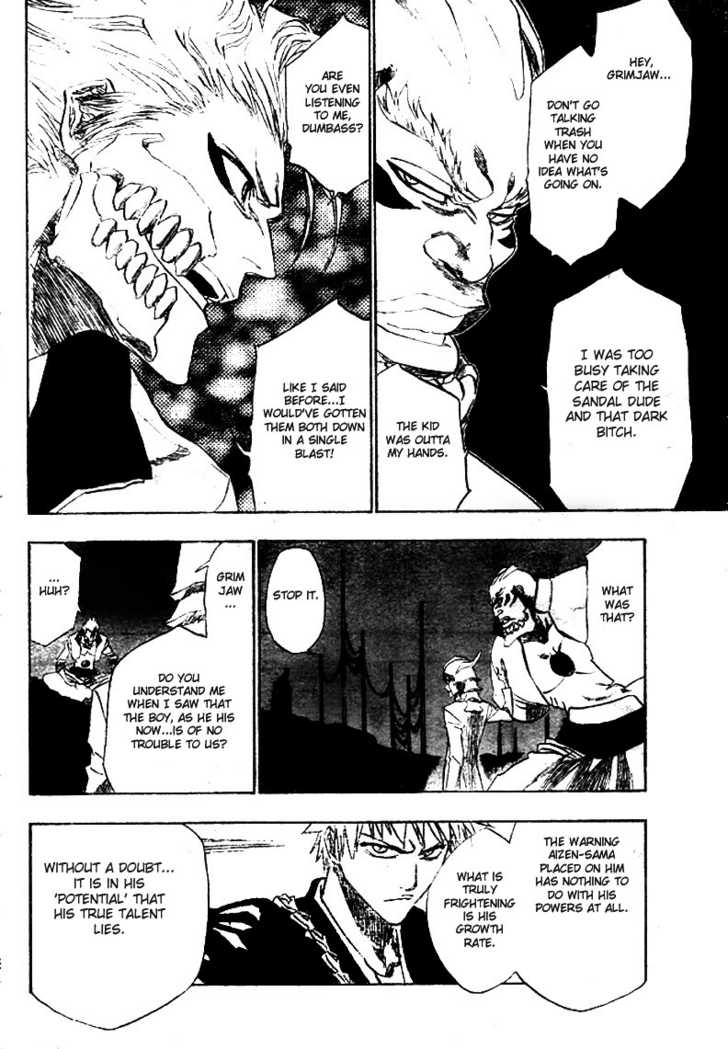 HEY,
GRIMJAW...
DON'T GO
TALKING
TRASH
WHEN YOU
HAVE NO
IDEA WHAT'S
GOING ON.
I WAS TOO
BUSY TAKING
CARE OF THE
SANDAL DUDE
AND THAT DARK
BITCH.
THE KID
WAS OUTTA
MY HANDS.
ARE
YOU EVEN
LISTENING
TO ME,
DUMBASS?
LIKE I SAID
BEFORE...I
WOULD'VE GOTTEN
THEM BOTH DOWN
IN A SINGLE
BLAST!
WHAT
WAS
THAT?
STOP IT.
GRIM
JAW
...
...
HUH?
DO YOU
UNDERSTAND ME
WHEN I SAW THAT
THE BOY, AS HE HIS
NOW...IS OF NO
TROUBLE TO US?
THE WARNING
AIZEN-SAMA
PLACED ON HIM
HAS NOTHING TO
DO WITH HIS
POWERS AT ALL.
WHAT IS
TRULY
FRIGHTENING
IS HIS
GROWTH
RATE.
WITHOUT A DOUBT...
IT IS IN HIS
'POTENTIAL' THAT
HIS TRUE TALENT
LIES.